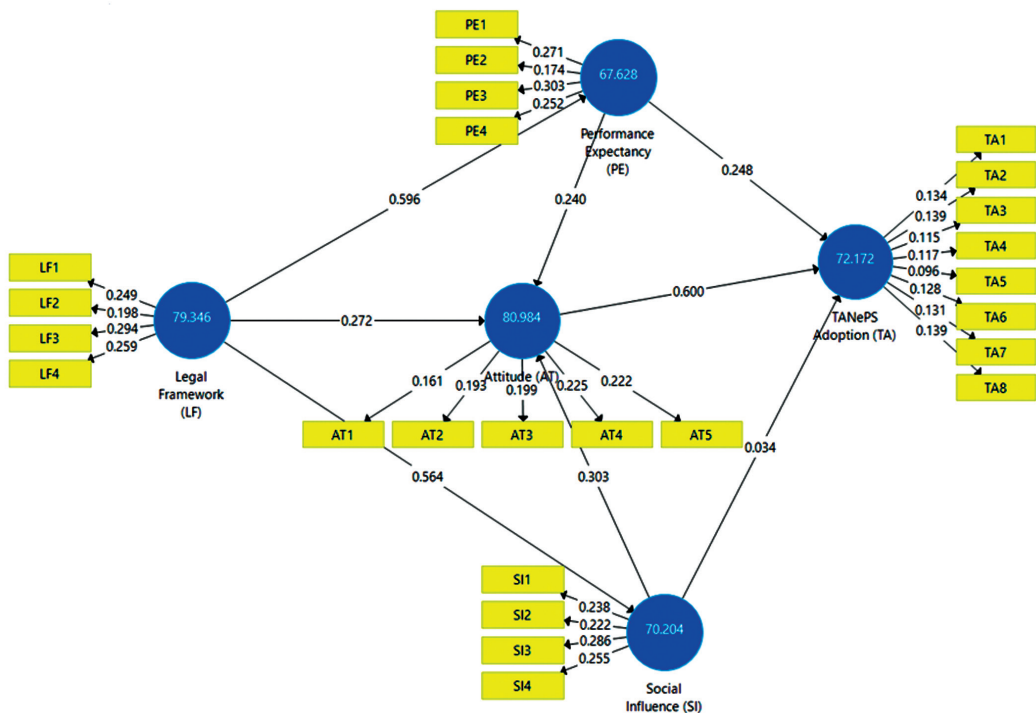 PE1
PE2
PE3
PE4
0.271
0.174
0.303
0.252
67.628
Performance
Expectancy
(PE)
0.596
0.240
0.248
TA1
TA2
TA3
TA4
TA5
TA6
TA7
TA8
0.134
0.139
0.115
0.117
0.096
0.128
0.131
0.139
72.172
TANePS
Adoption (TA)
LF1
LF2
LF3
LF4
0.249
0.198
0.294
0.259
79.346
Legal
Framework
(LF)
0.272
80.984
Attitude (AT)
0.600
0.161
0.193
0.199
0.225
0.222
AT1
AT2
AT3
AT4
AT5
0.564
0.303
0.034
SI1
SI2
SI3
SI4
0.238
0.222
0.286
0.255
70.204
Social
Influence (SI)